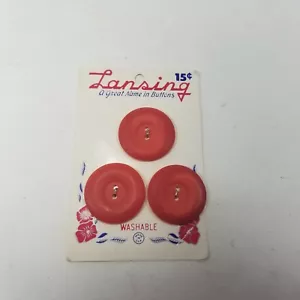 15¢
Lansing
A Great Name in Buttons
WASHABLE